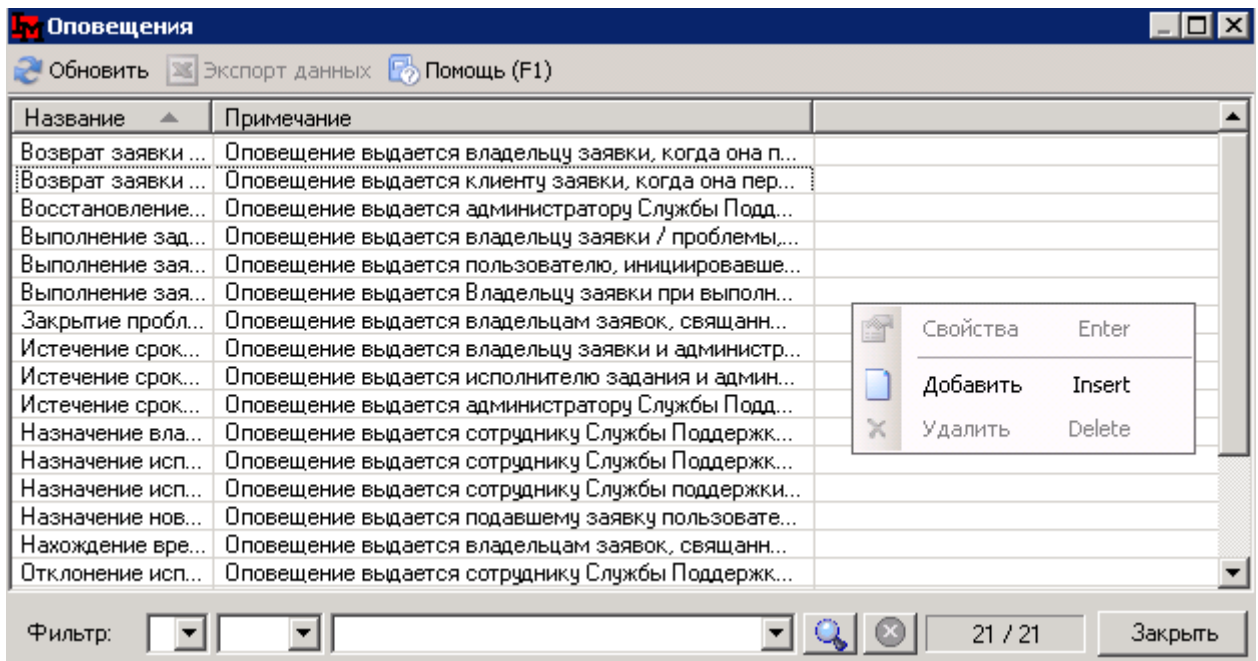 Оповещения
Обновить Экспорт данных Помощь (F1)
Название Примечание
Возврат заявки ... Оповещение выдается владельцу заявки, когда она п...
Возврат заявки ... Оповещение выдается клиенту заявки, когда она пер...
Восстановление... Оповещение выдается администратору Службы Подд...
Выполнение зад... Оповещение выдается владельцу заявки / проблемы,...
Выполнение зая... Оповещение выдается пользователю, инициировавше...
Выполнение зая... Оповещение выдается Владельцу заявки при выполн...
Закрытие пробл... Оповещение выдается владельцам заявок, свящанн...
Истечение срок... Оповещение выдается владельцу заявки и администр...
Истечение срок... Оповещение выдается исполнителю задания и админ...
Истечение срок... Оповещение выдается администратору Службы Подд...
Назначение вла... Оповещение выдается сотруднику Службы Поддержк...
Назначение исп... Оповещение выдается сотруднику Службы Поддержк...
Назначение исп... Оповещение выдается сотруднику Службы поддержки...
Назначение нов... Оповещение выдается подавшему заявку пользовате...
Нахождение вре... Оповещение выдается владельцам заявок, свящанн...
Отклонение исп... Оповещение выдается сотруднику Службы Поддержк...
Свойства Enter
Добавить Insert
Удалить Delete
Фильтр: 21 / 21 Закрыть